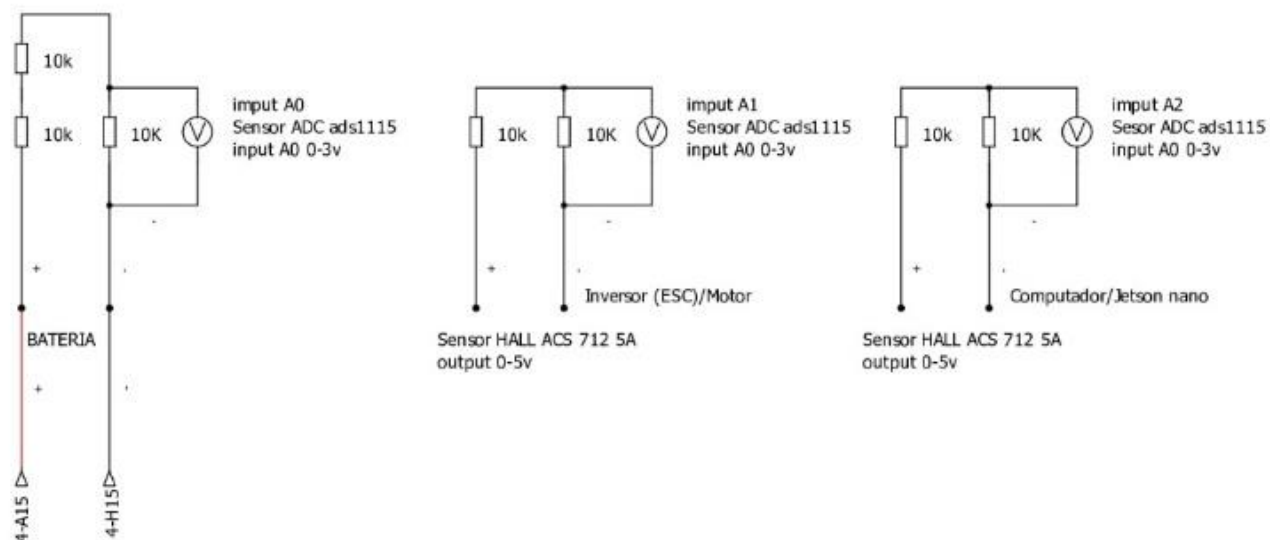 10k
10k
10K
imput A0
Sensor ADC ads1115
input A0 0-3v
+
-
BATERIA
+
4-A15
4-H15
10k
10K
imput A1
Sensor ADC ads1115
input A0 0-3v
+
-
Inversor (ESC)/Motor
Sensor HALL ACS 712 5A
output 0-5v
10k
10K
imput A2
Sesor ADC ads1115
input A0 0-3v
+
-
Computador/Jetson nano
Sensor HALL ACS 712 5A
output 0-5v
V
V
V